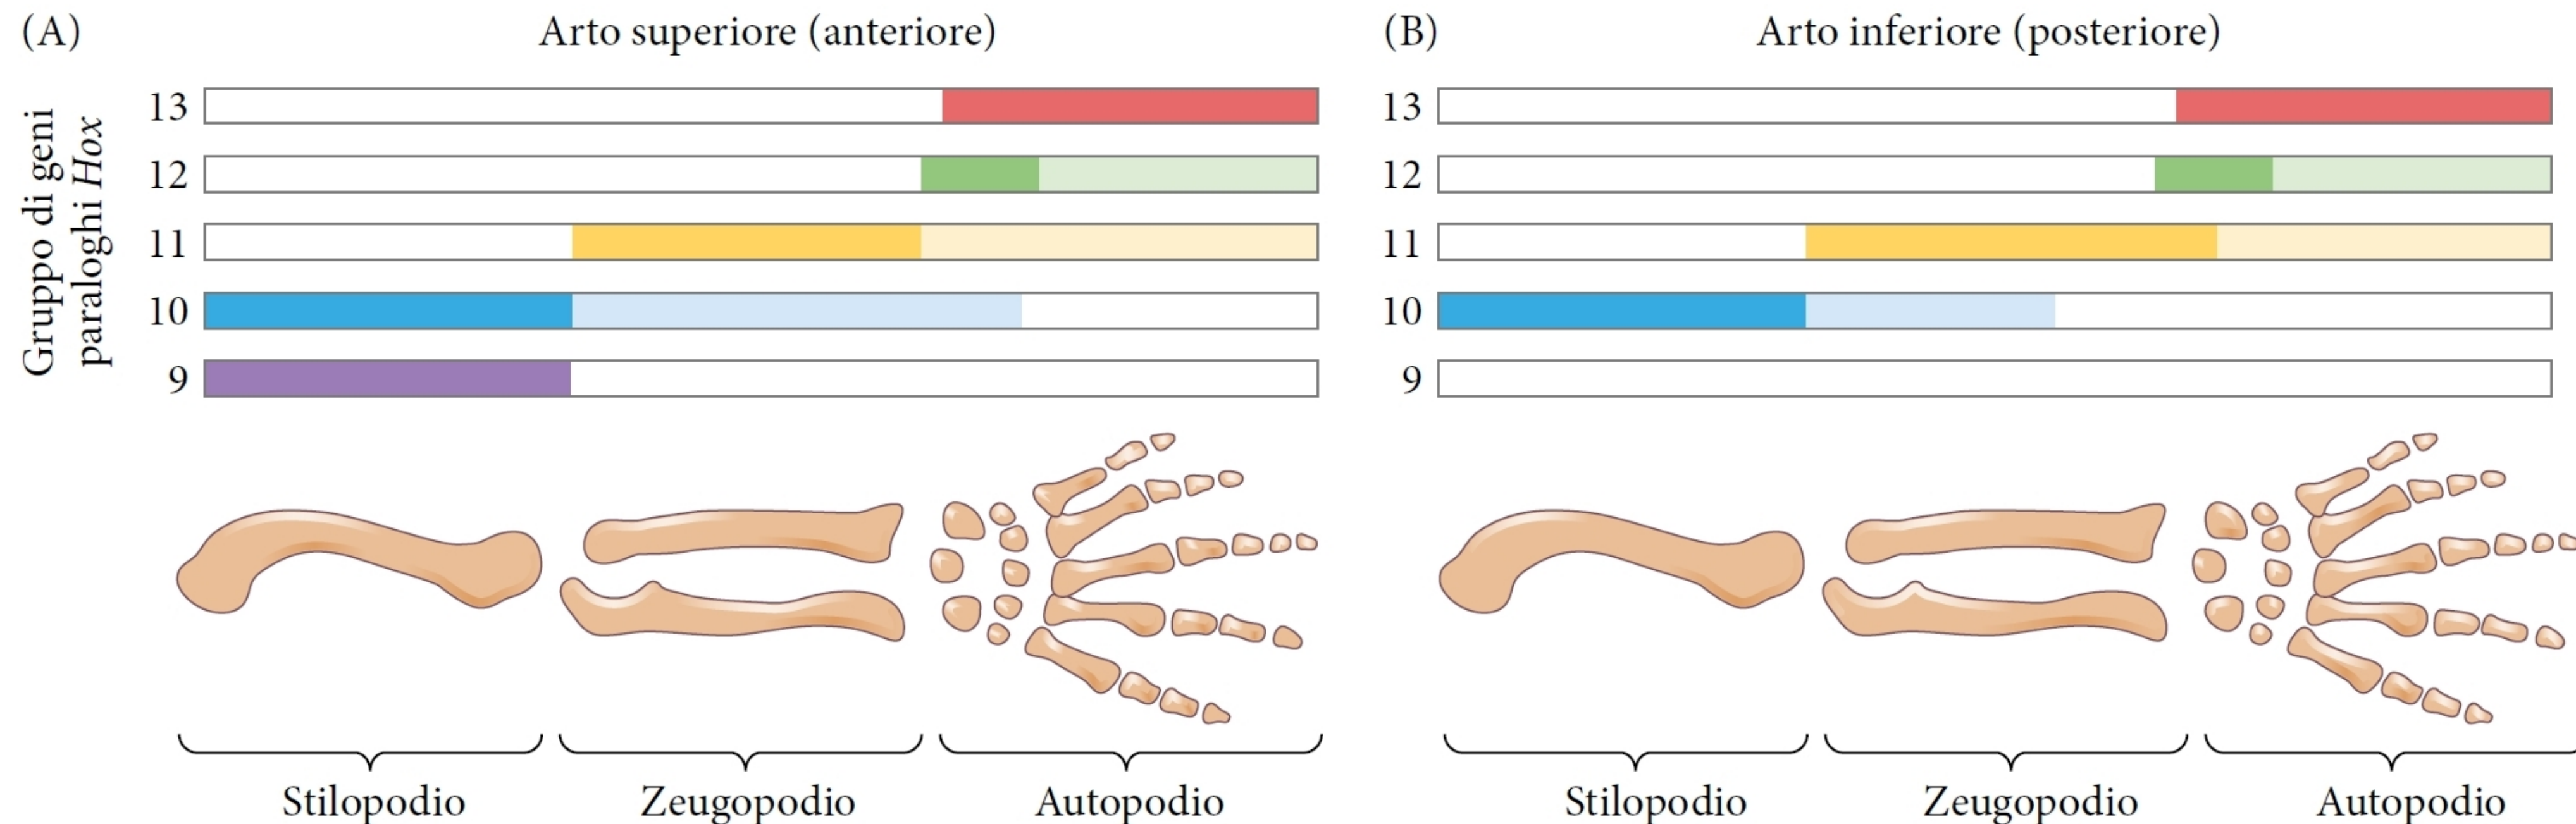 (A)
Arto superiore (anteriore)
Gruppo di geni
paraloghi Hox
13
12
11
10
9
Stilopodio
Zeugopodio
Autopodio
(B)
Arto inferiore (posteriore)
13
12
11
10
9
Stilopodio
Zeugopodio
Autopodio